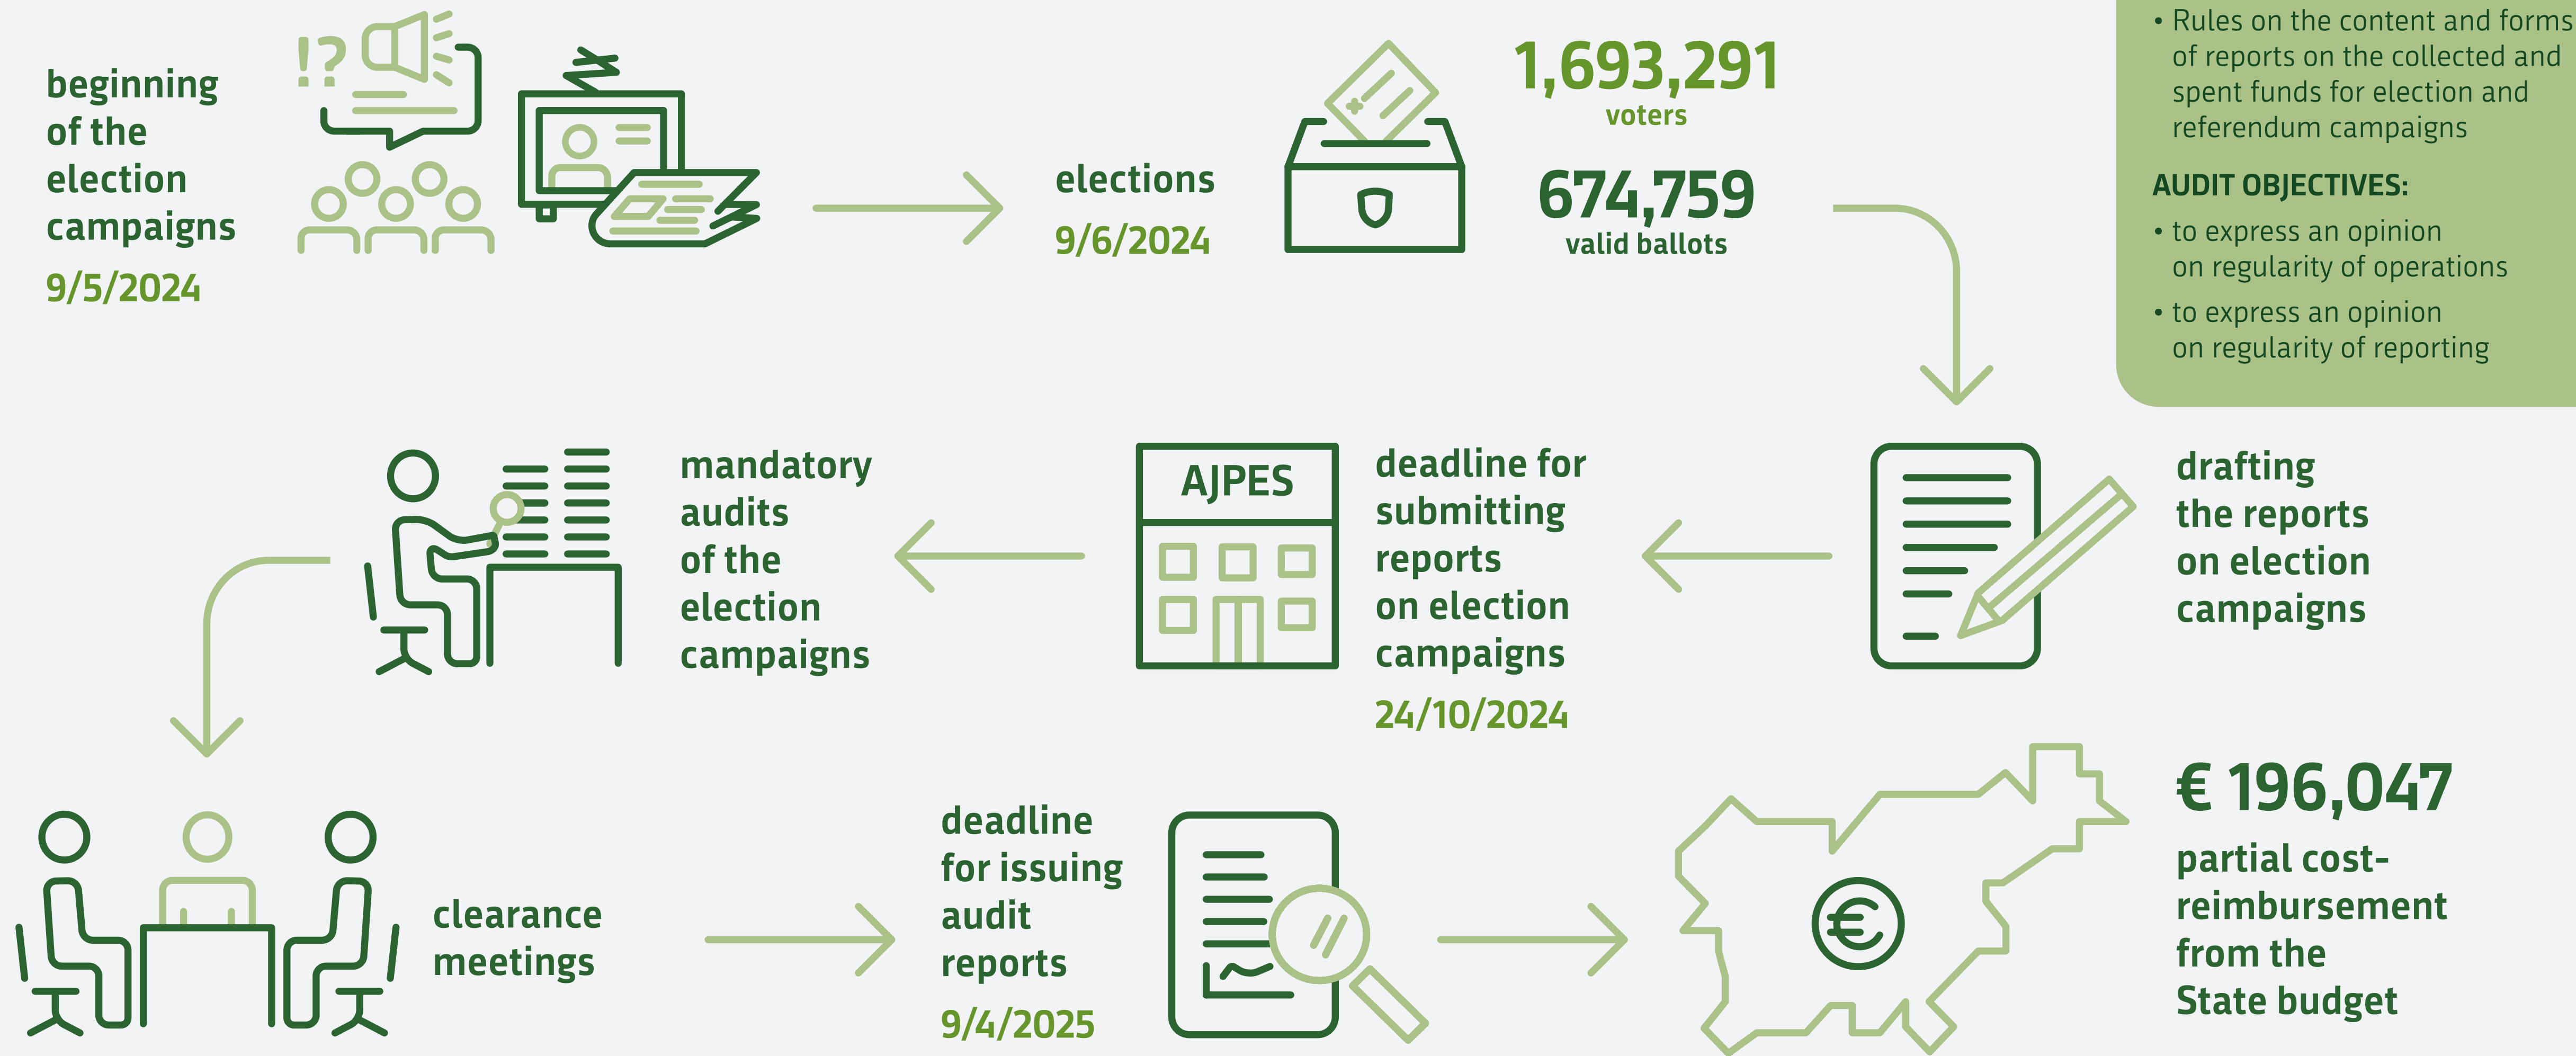 beginning
of the
election
campaigns
9/5/2024
!?
elections
9/6/2024
1,693,291
voters
674,759
valid ballots
• Rules on the content and forms
of reports on the collected and
spent funds for election and
referendum campaigns
AUDIT OBJECTIVES:
• to express an opinion
on regularity of operations
• to express an opinion
on regularity of reporting
drafting
the reports
on election
campaigns
deadline for
submitting
reports
on election
campaigns
24/10/2024
AJPES
mandatory
audits
of the
election
campaigns
clearance
meetings
deadline
for issuing
audit
reports
9/4/2025
€
€ 196,047
partial cost-
reimbursement
from the
State budget